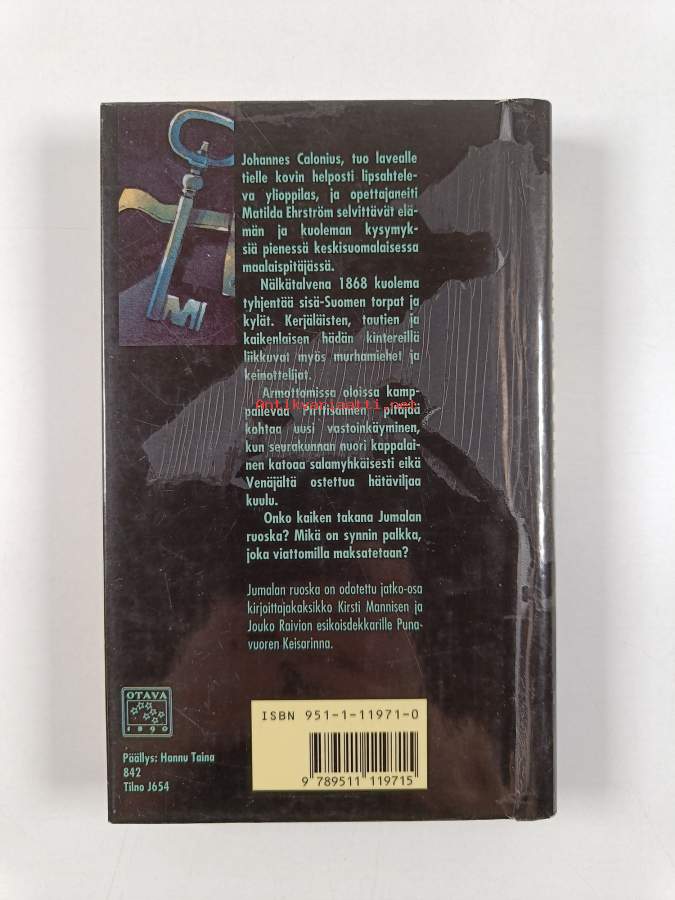 Johannes Calonius, tuo lavealle
tielle kovin helposti lipsahtele-
va ylioppilas, ja opettajaneiti
Matilda Ehrström selvittävät elä-
män ja kuoleman kysymyk-
siä pienessä keskisuomalaisessa
maalaispitäjässä.
Nälkätalvena 1868 kuolema
tyhjentää sisä-Suomen torpat ja
kylät. Kerjäläisten, tautien ja
kaikenlaisen hädän kintereillä
liikkuvat myös murhamiehet ja
keinottelijat.
Armottomissa oloissa kamp-
Antikvariaatti.net
pailevaa pitäjää
kohtaa uusi vastoinkäyminen,
kun seurakunnan nuori kappalai-
nen katoaa salamyhkäisesti eikä
Venäjältä ostettua hätäviljaa
kuulu.
Onko kaiken takana Jumalan
ruoska? Mikä on synnin palkka,
joka viattomilla maksatetaan?
Jumalan ruoska on odotettu jatko-osa
kirjoittajakaksikko Kirsti Mannisen ja
Jouko Raivion esikoisdekkarille Puna-
vuoren Keisarinna.
OTAVA
1890
ISBN 951-1-11971-0
9 789511 119715
Päällys: Hannu Taina
842
Tilno J654